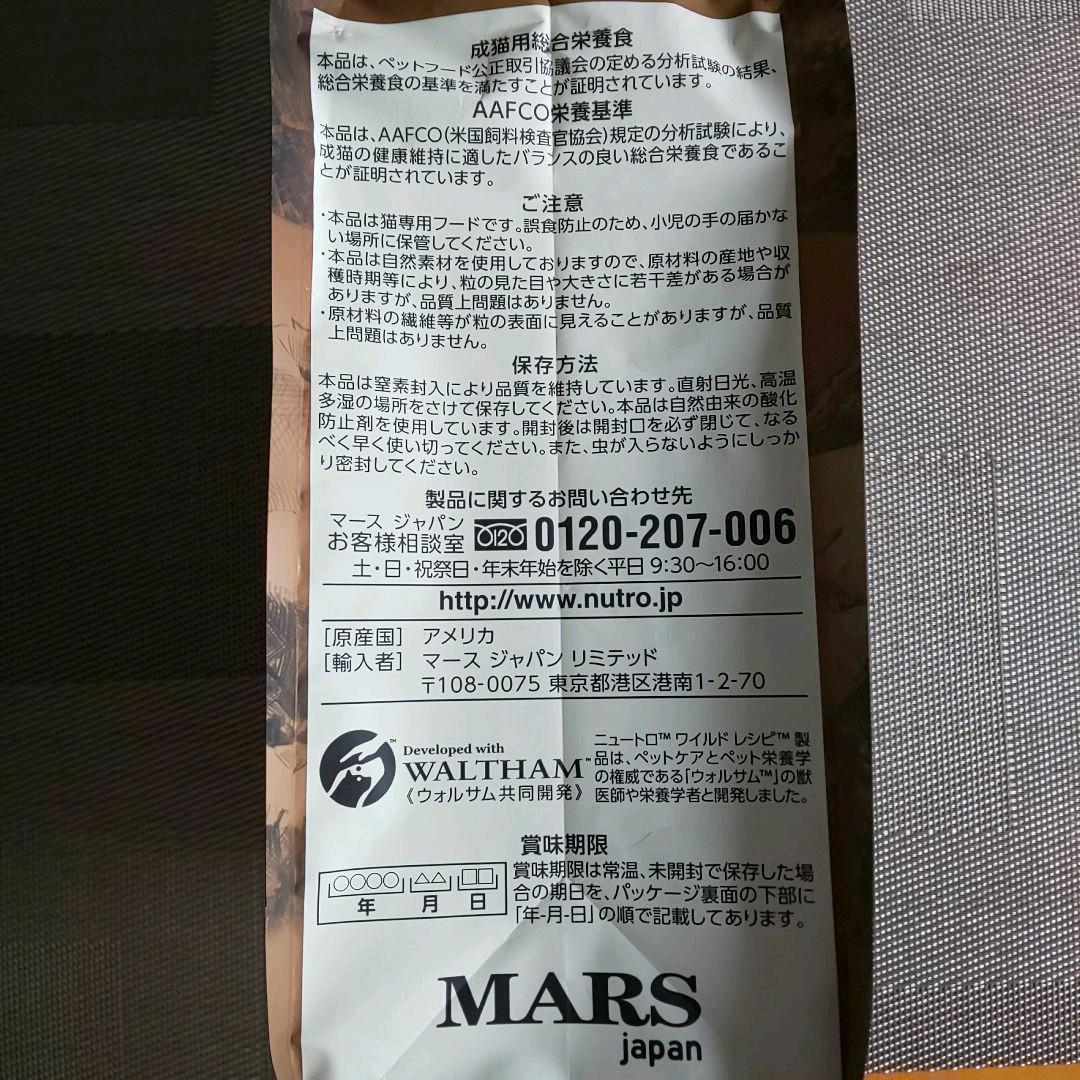 成猫用総合栄養食
本品は、ペットフード公正取引協議会の定める分析試験の結果、
総合栄養食の基準を満たすことが証明されています。
AAFCO栄養基準
本品は、AAFCO(米国飼料検査官協会)規定の分析試験により、
成猫の健康維持に適したバランスの良い総合栄養食であるこ
とが証明されています。
ご注意
・本品は猫専用フードです。誤食防止のため、小児の手の届かな
い場所に保管してください。
・本品は自然素材を使用しておりますので、原材料の産地や収
穫時期等により、粒の見た目や大きさに若干差がある場合が
ありますが、品質上問題はありません。
・原材料の繊維等が粒の表面に見えることがありますが、品質
上問題はありません。
保存方法
本品は窒素封入により品質を維持しています。直射日光、高温
多湿の場所をさけて保存してください。本品は自然由来の酸化
防止剤を使用しています。開封後は開封口を必ず閉じて、なる
べく早く使い切ってください。また、虫が入らないようにしっか
り密封してください。
製品に関するお問い合わせ先
マース ジャパン
お客様相談室 0120 0120-207-006
土・日・祝祭日・年末年始を除く平日 9:30〜16:00
http://www.nutro.jp
[原産国] アメリカ
[輸入者] マース ジャパン リミテッド
〒108-0075 東京都港区港南1-2-70
Developed with
WALTHAM™
《ウォルサム共同開発》
ニュートロ™ ワイルド レシピ™ 製
品は、ペットケアとペット栄養学
の権威である「ウォルサム™」の獣
医師や栄養学者と開発しました。
賞味期限
○○○○ △△ □□
年 月 日
賞味期限は常温、未開封で保存した場
合の期日を、パッケージ裏面の下部に
「年-月-日」の順で記載してあります。
MARS
japan